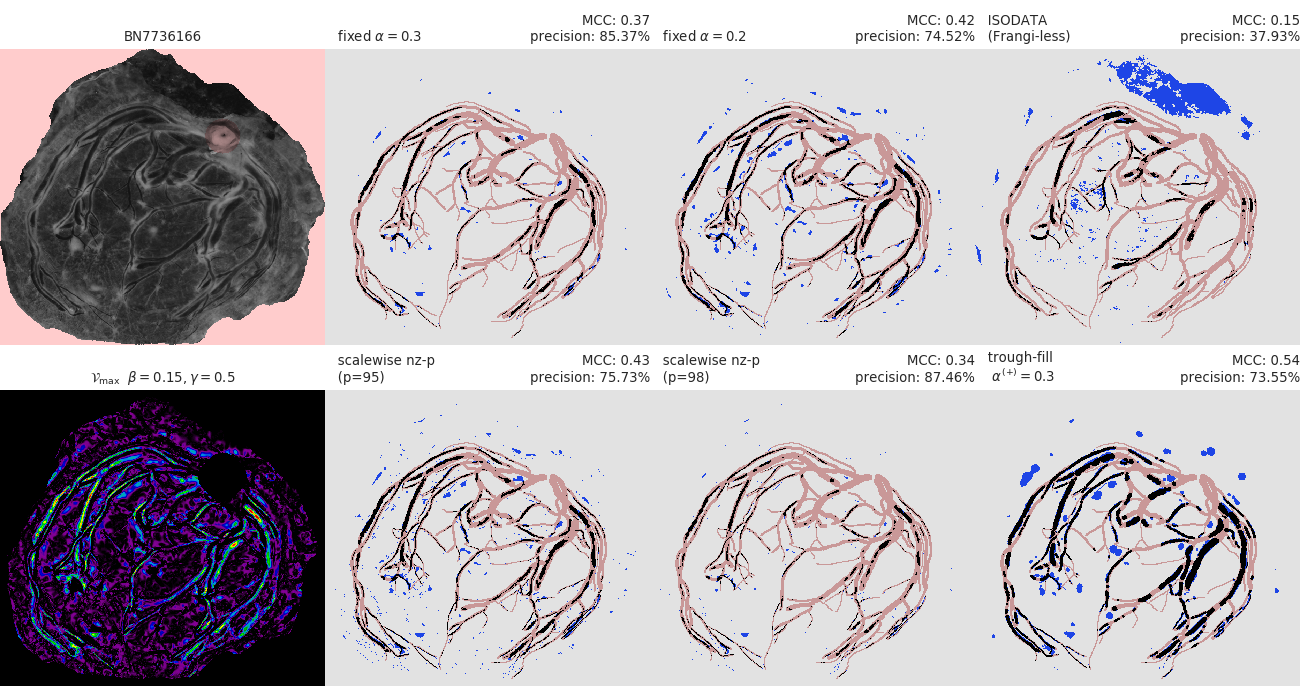 BN7736166
fixed α = 0.3
MCC: 0.37
precision: 85.37%
fixed α = 0.2
MCC: 0.42
precision: 74.52%
ISODATA
(Frangi-less)
MCC: 0.15
precision: 37.93%
𝒱max β = 0.15, γ = 0.5
scalewise nz-p
(p=95)
MCC: 0.43
precision: 75.73%
scalewise nz-p
(p=98)
MCC: 0.34
precision: 87.46%
trough-fill
α(+) = 0.3
MCC: 0.54
precision: 73.55%